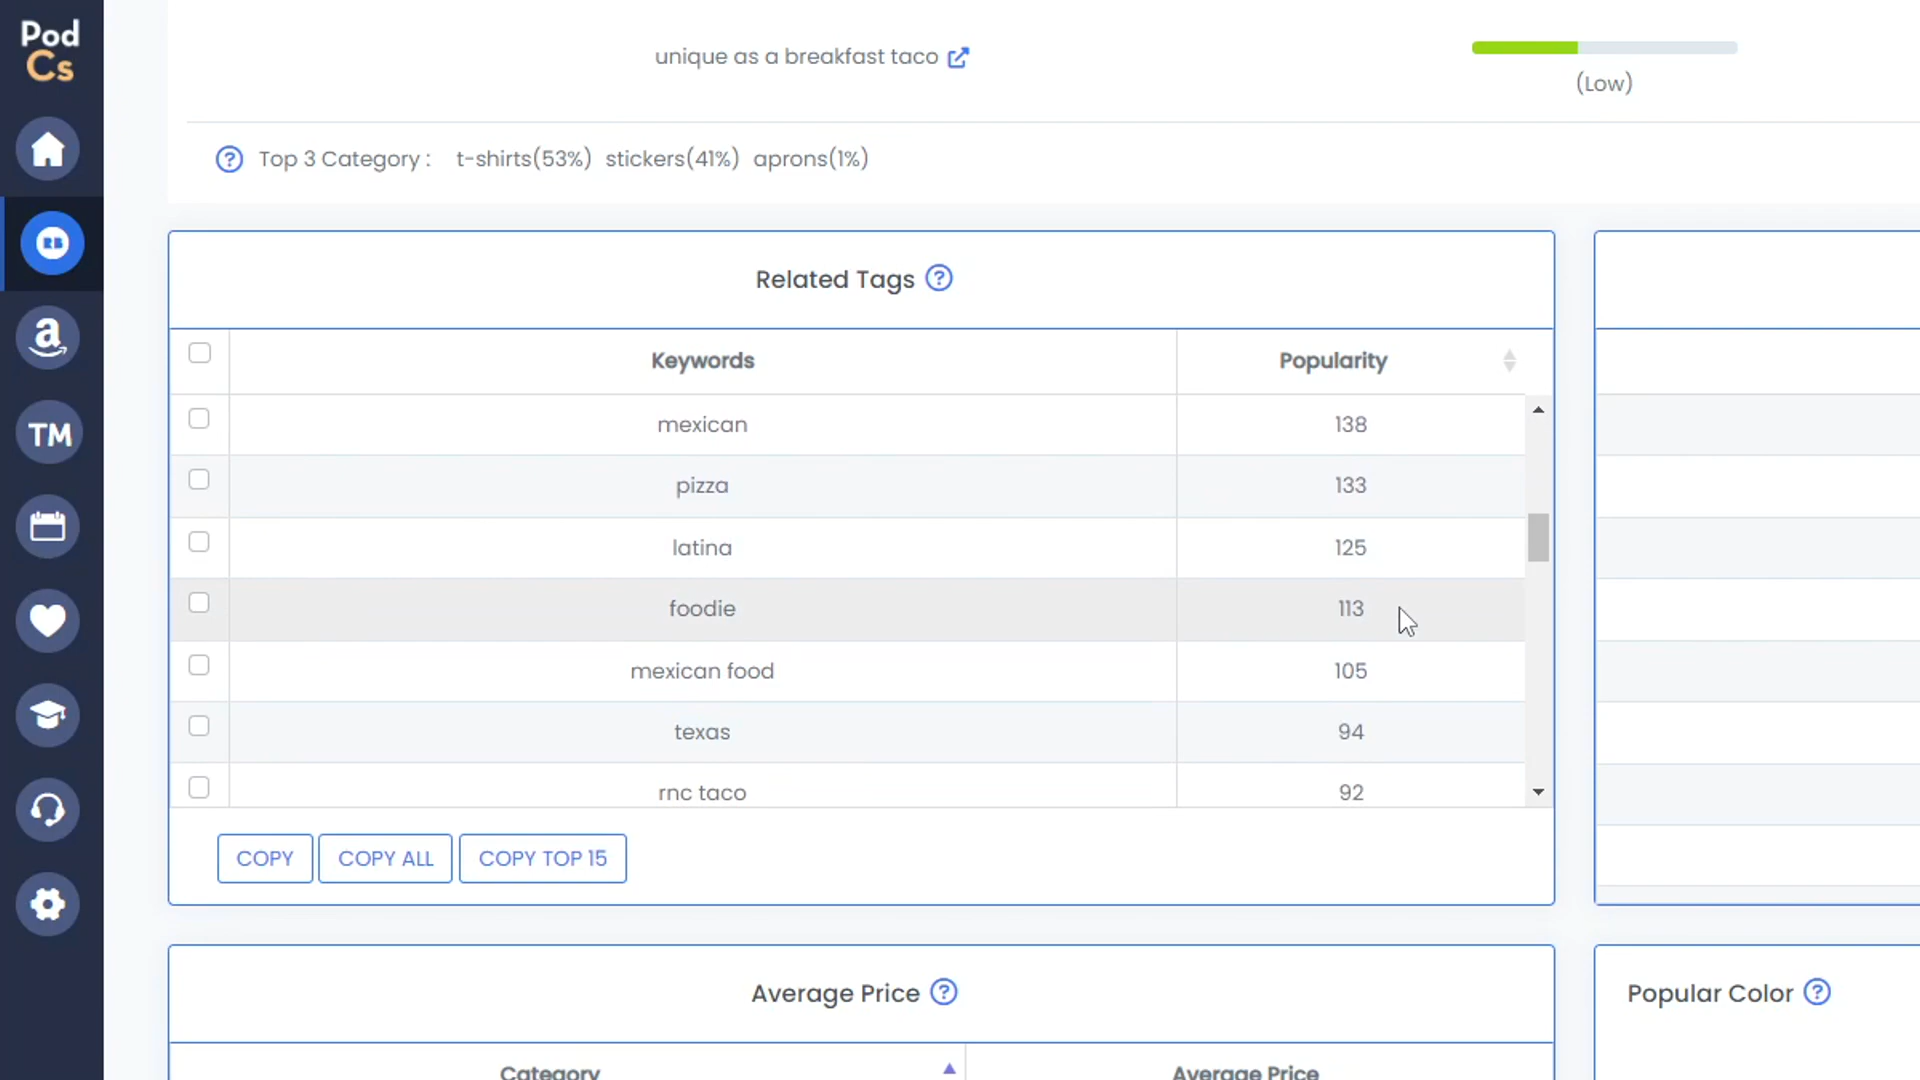 Pod
Cs
unique as a breakfast taco
(Low)
? Top 3 Category : t-shirts(53%) stickers(41%) aprons(1%)
RB
a
TM
Related Tags ?
Keywords Popularity
mexican 138
pizza 133
latina 125
foodie 113
mexican food 105
texas 94
rnc taco 92
COPY COPY ALL COPY TOP 15
Average Price ?
Popular Color ?
Category Average Price